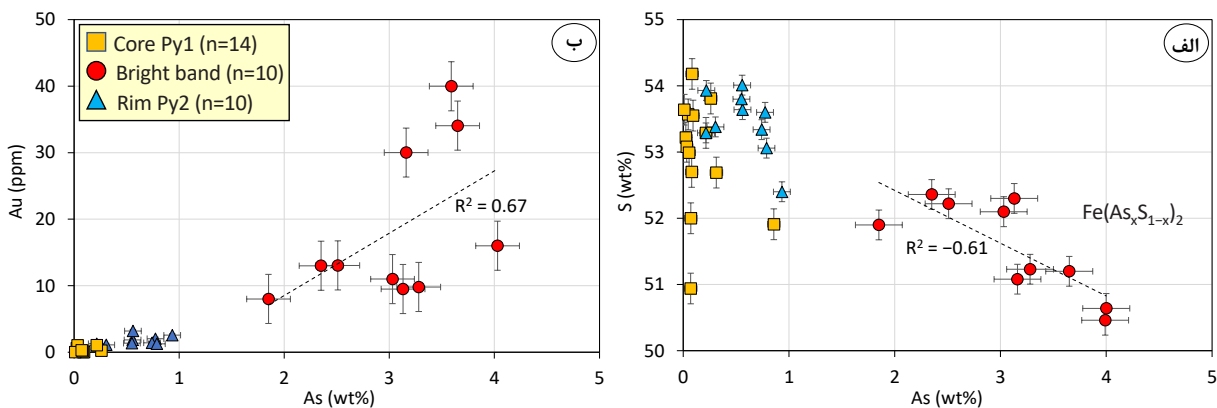 ب
Core Py1 (n=14)
Bright band (n=10)
Rim Py2 (n=10)
Au (ppm)
50
40
30
20
10
0
R² = 0.67
0 1 2 3 4 5
As (wt%)
الف
S (wt%)
55
54
53
52
51
50
Fe(AsₓS₁₋ₓ)₂
R² = −0.61
0 1 2 3 4 5
As (wt%)